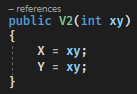 – references
public V2(int xy)
{
X = xy;
Y = xy;
}